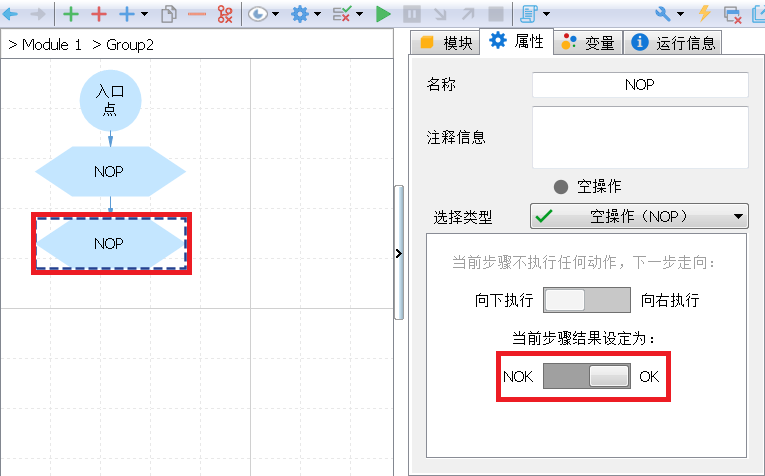 > Module 1 > Group2
入口
点
NOP
NOP
模块
属性
变量
运行信息
名称
NOP
注释信息
空操作
选择类型
空操作（NOP）
当前步骤不执行任何动作，下一步走向：
向下执行
向右执行
当前步骤结果设定为：
NOK
OK